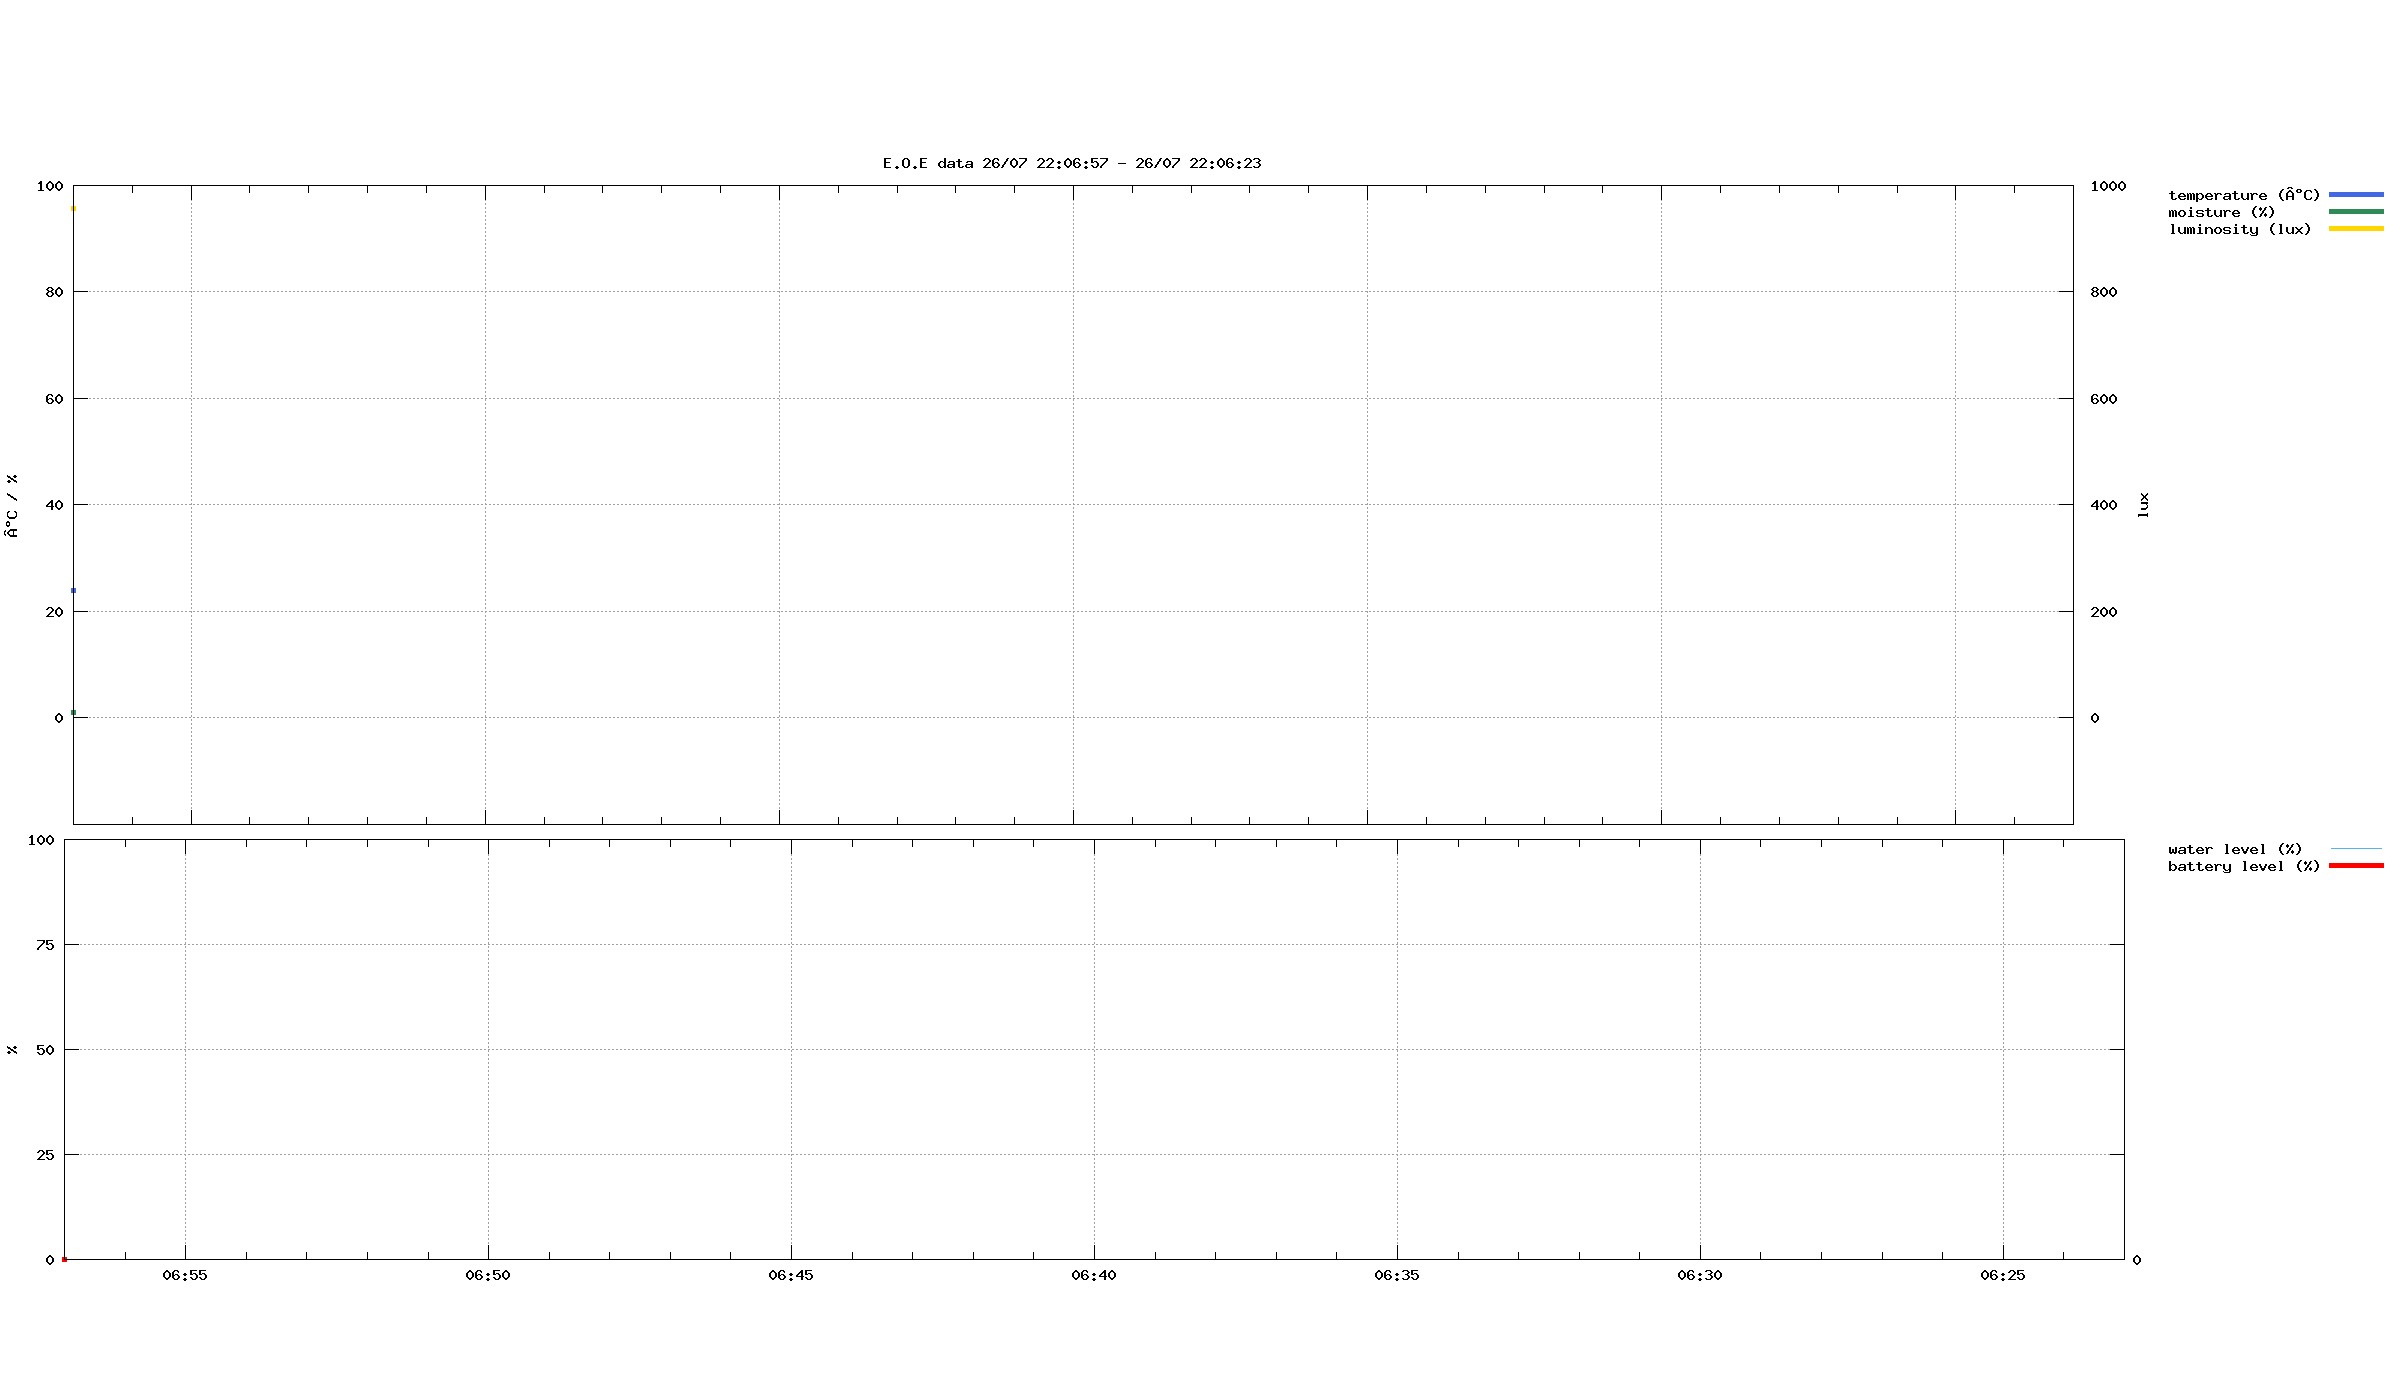 E.O.E data 26/07 22:06:57 - 26/07 22:06:23
100
80
60
40
20
0
Â°C / %
1000
800
600
400
200
0
lux
temperature (Â°C)
moisture (%)
luminosity (lux)
100
75
50
25
0
%
0
water level (%)
battery level (%)
06:55 06:50 06:45 06:40 06:35 06:30 06:25